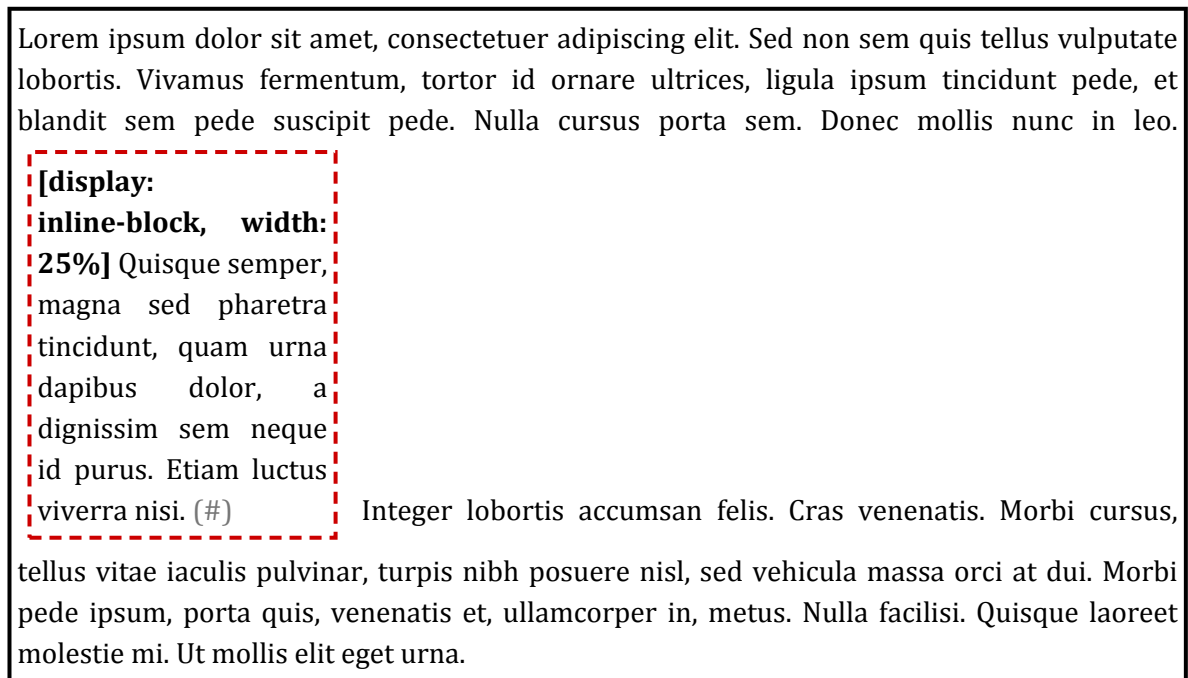 Lorem ipsum dolor sit amet, consectetuer adipiscing elit. Sed non sem quis tellus vulputate
lobortis. Vivamus fermentum, tortor id ornare ultrices, ligula ipsum tincidunt pede, et
blandit sem pede suscipit pede. Nulla cursus porta sem. Donec mollis nunc in leo.
[display:
inline-block, width:
25%] Quisque semper,
magna sed pharetra
tincidunt, quam urna
dapibus dolor, a
dignissim sem neque
id purus. Etiam luctus
viverra nisi. (#) Integer lobortis accumsan felis. Cras venenatis. Morbi cursus,
tellus vitae iaculis pulvinar, turpis nibh posuere nisl, sed vehicula massa orci at dui. Morbi
pede ipsum, porta quis, venenatis et, ullamcorper in, metus. Nulla facilisi. Quisque laoreet
molestie mi. Ut mollis elit eget urna.